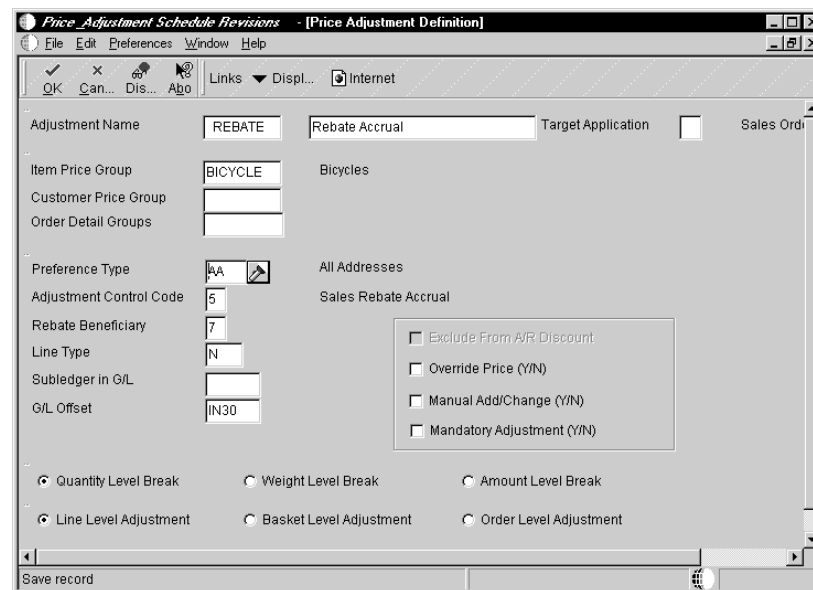 Price_Adjustment Schedule Revisions - [Price Adjustment Definition]
File Edit Preferences Window Help
OK Can... Dis... Abo Links Displ... Internet
Adjustment Name REBATE Rebate Accrual Target Application Sales Orde
Item Price Group BICYCLE Bicycles
Customer Price Group
Order Detail Groups
Preference Type AA All Addresses
Adjustment Control Code 5 Sales Rebate Accrual
Rebate Beneficiary 7
Exclude From A/R Discount
Line Type N
Override Price (Y/N)
Subledger in G/L
Manual Add/Change (Y/N)
G/L Offset IN30
Mandatory Adjustment (Y/N)
Quantity Level Break Weight Level Break Amount Level Break
Line Level Adjustment Basket Level Adjustment Order Level Adjustment
Save record